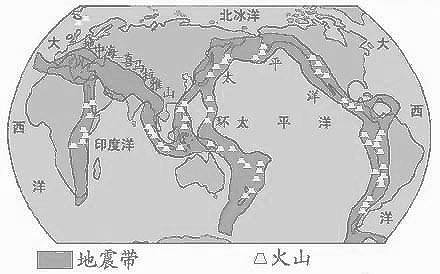 北冰洋
大
西
洋
地中海
喜马拉雅
山
印度洋
太
平
洋
环太平洋
大
西
洋
地震带
火山